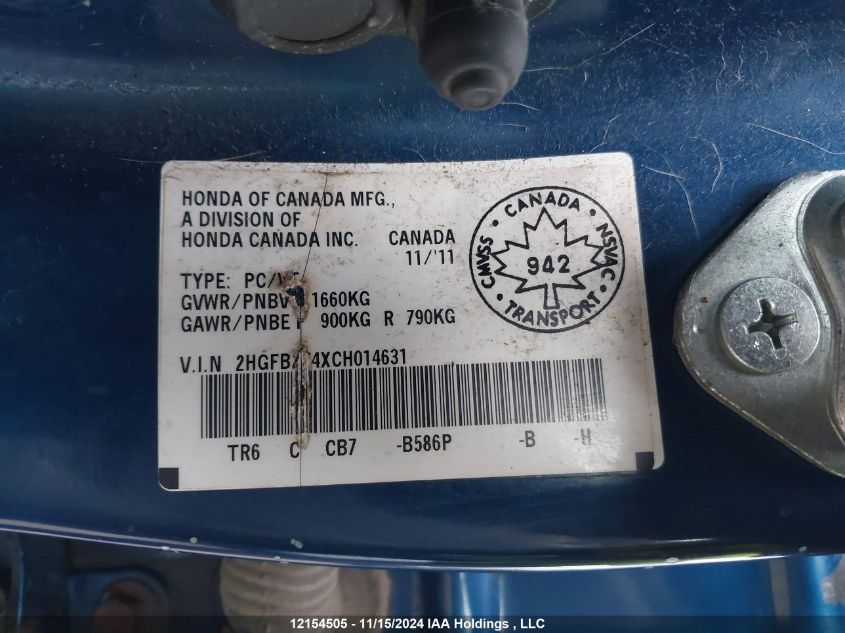 HONDA OF CANADA MFG.,
A DIVISION OF
HONDA CANADA INC. CANADA
11/'11
TYPE: PC/
GVWR/PNBV 1660KG
GAWR/PNBE 900KG R 790KG
V.I.N
TR6 C CB7 -B586P -B -H
CMVSS • CANADA • NSVAC
942
• TRANSPORT •
12154505 - 11/15/2024 IAA Holdings , LLC